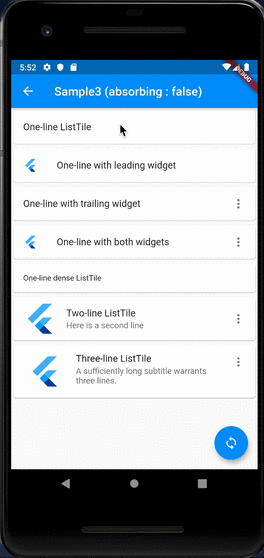 5:52
DEBUG
Sample3 (absorbing : false)
One-line ListTile
One-line with leading widget
One-line with trailing widget
One-line with both widgets
One-line dense ListTile
Two-line ListTile
Here is a second line
Three-line ListTile
A sufficiently long subtitle warrants
three lines.